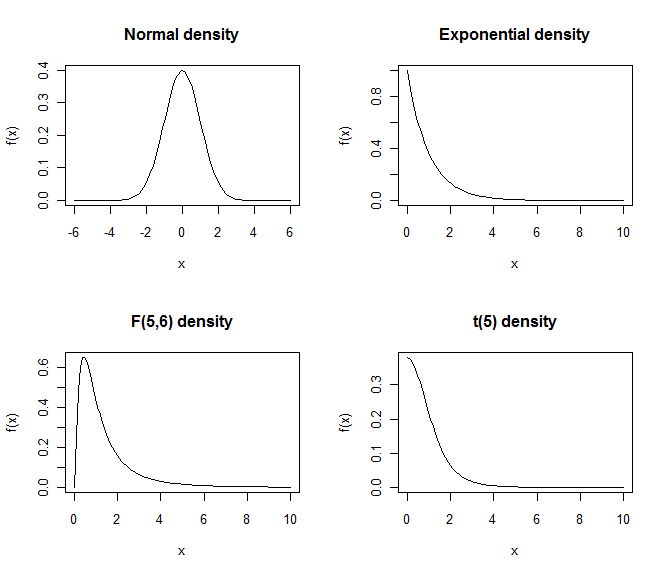 Normal density
f(x)
0.0 0.1 0.2 0.3 0.4
-6 -4 -2 0 2 4 6
x
Exponential density
f(x)
0.0 0.4 0.8
0 2 4 6 8 10
x
F(5,6) density
f(x)
0.0 0.2 0.4 0.6
0 2 4 6 8 10
x
t(5) density
f(x)
0.0 0.1 0.2 0.3
0 2 4 6 8 10
x